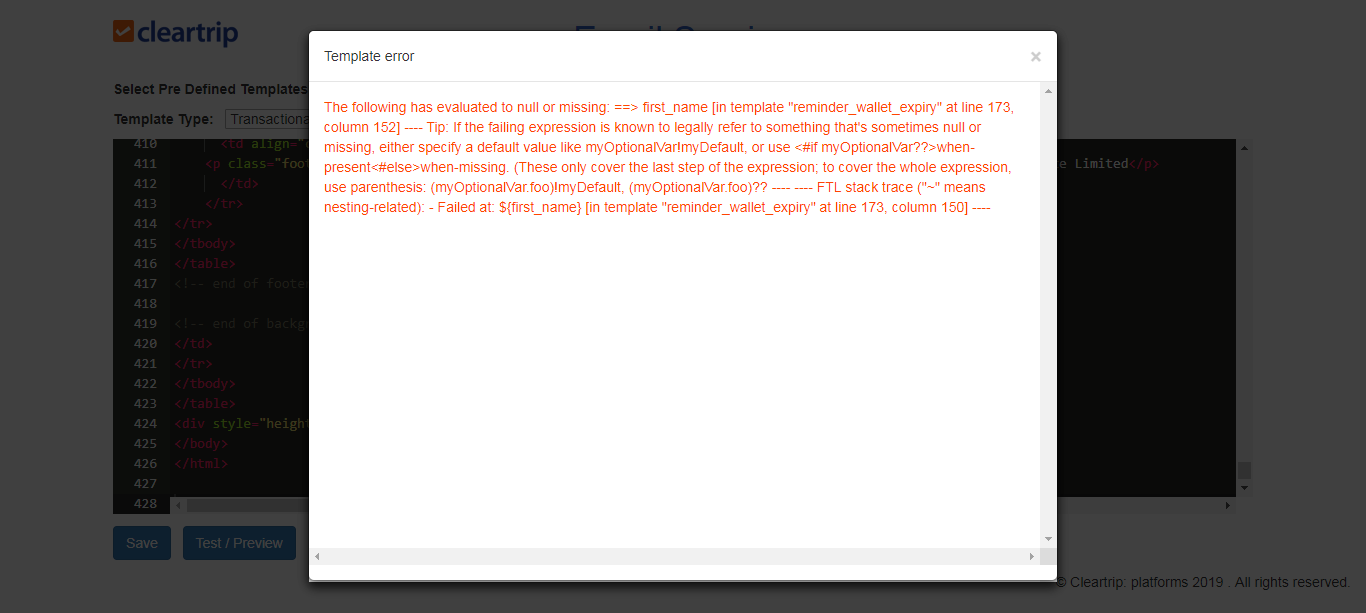 cleartrip
Select Pre Defined Templates
Template Type:
Transactiona
Template error
×
The following has evaluated to null or missing: ==> first_name [in template "reminder_wallet_expiry" at line 173,
column 152] ---- Tip: If the failing expression is known to legally refer to something that's sometimes null or
missing, either specify a default value like myOptionalVar!myDefault, or use <#if myOptionalVar??>when-
present<#else>when-missing. (These only cover the last step of the expression; to cover the whole expression,
use parenthesis: (myOptionalVar.foo)!myDefault, (myOptionalVar.foo)?? ---- ---- FTL stack trace ("~" means
nesting-related): - Failed at: ${first_name} [in template "reminder_wallet_expiry" at line 173, column 150] ----
410 <td align="c
411 <p class="foot e Limited</p>
412 </td>
413 </tr>
414 </tr>
415 </tbody>
416 </table>
417 <!-- end of footer
418
419 <!-- end of backgr
420 </td>
421 </tr>
422 </tbody>
423 </table>
424 <div style="height
425 </body>
426 </html>
427
428
Save
Test / Preview
© Cleartrip: platforms 2019 . All rights reserved.